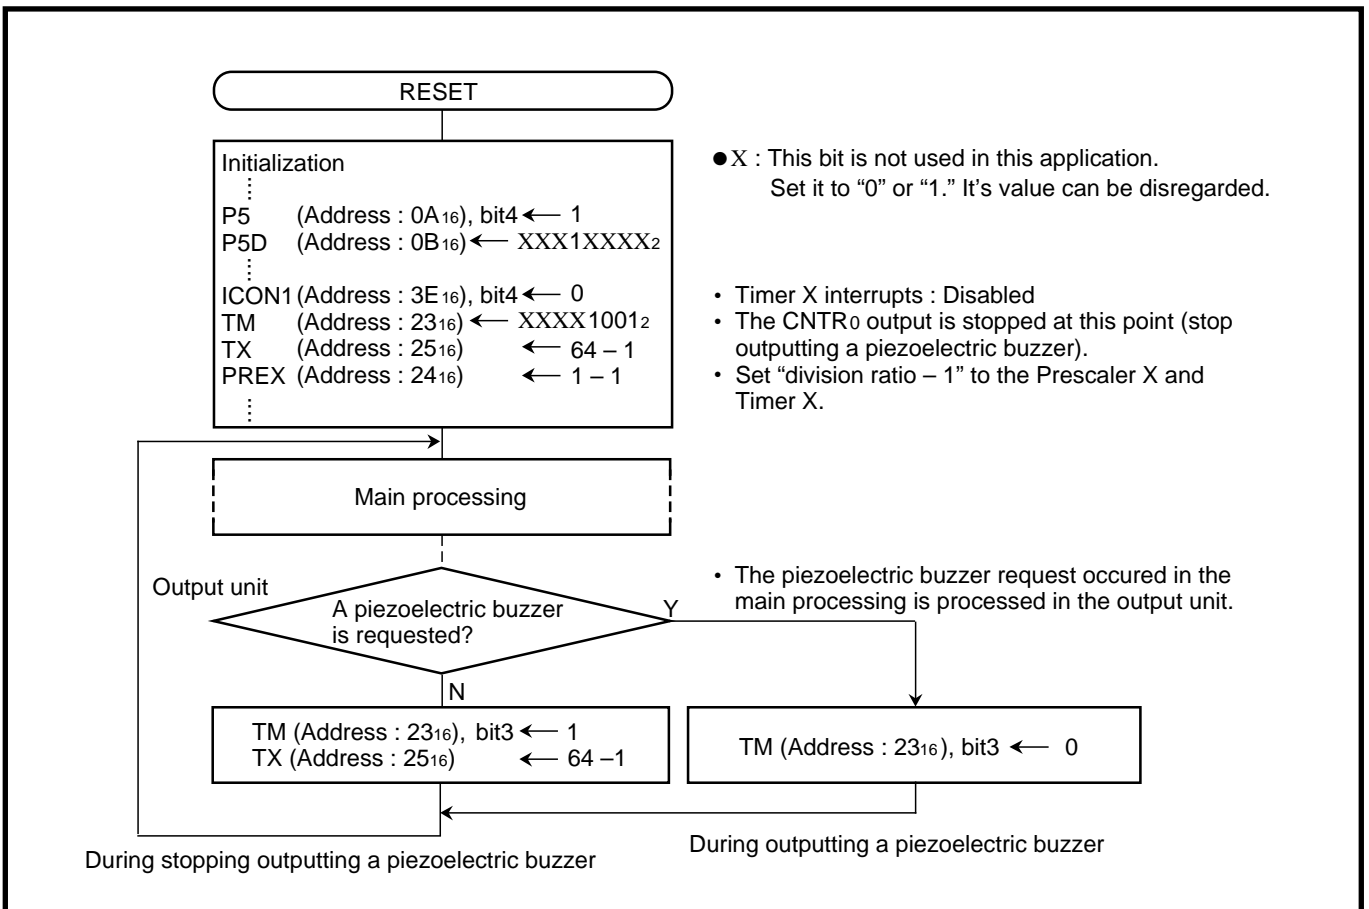 RESET
Initialization
P5 (Address : 0A16), bit4 ← 1
P5D (Address : 0B16) ← XXX1XXXX2
ICON1 (Address : 3E16), bit4 ← 0
TM (Address : 2316) ← XXXX10012
TX (Address : 2516) ← 64 – 1
PREX (Address : 2416) ← 1 – 1
●X : This bit is not used in this application.
Set it to “0” or “1.” It’s value can be disregarded.
• Timer X interrupts : Disabled
• The CNTR0 output is stopped at this point (stop
outputting a piezoelectric buzzer).
• Set “division ratio – 1” to the Prescaler X and
Timer X.
Main processing
Output unit
A piezoelectric buzzer
is requested?
Y
N
• The piezoelectric buzzer request occured in the
main processing is processed in the output unit.
TM (Address : 2316), bit3 ← 1
TX (Address : 2516) ← 64 –1
TM (Address : 2316), bit3 ← 0
During stopping outputting a piezoelectric buzzer
During outputting a piezoelectric buzzer